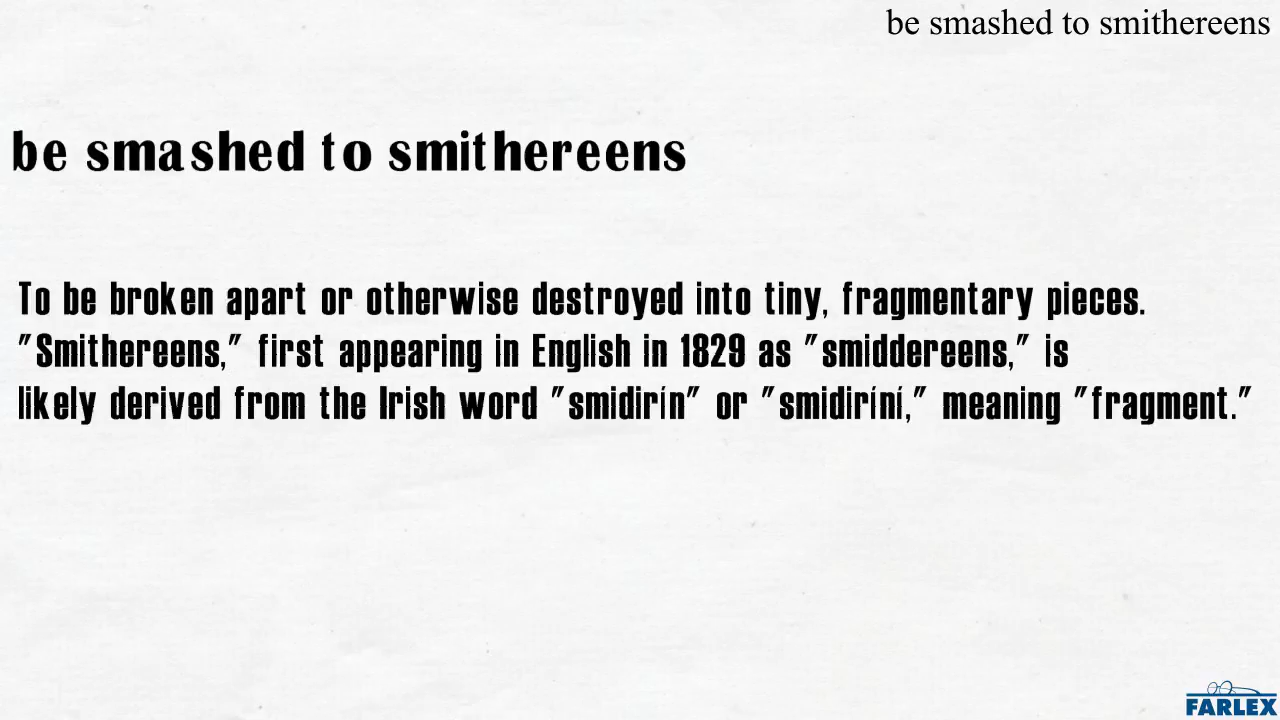 be smashed to smithereens
be smashed to smithereens
To be broken apart or otherwise destroyed into tiny, fragmentary pieces.
"Smithereens," first appearing in English in 1829 as "smiddereens," is
likely derived from the Irish word "smidirín" or "smidiríní," meaning "fragment."
FARLEX